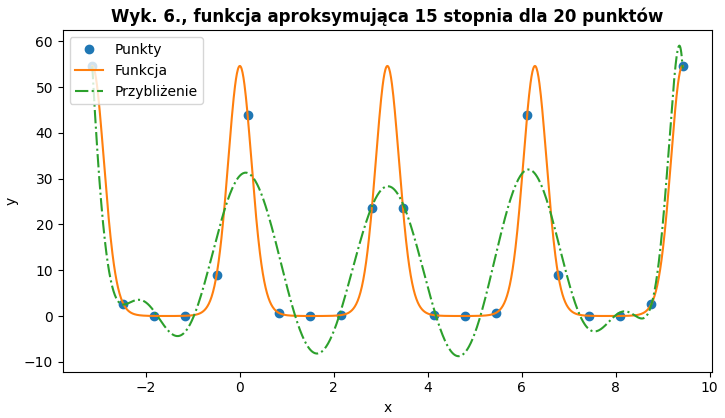 Wyk. 6., funkcja aproksymująca 15 stopnia dla 20 punktów
Punkty
Funkcja
Przybliżenie
y
60
50
40
30
20
10
0
−10
−2
0
2
4
6
8
10
x